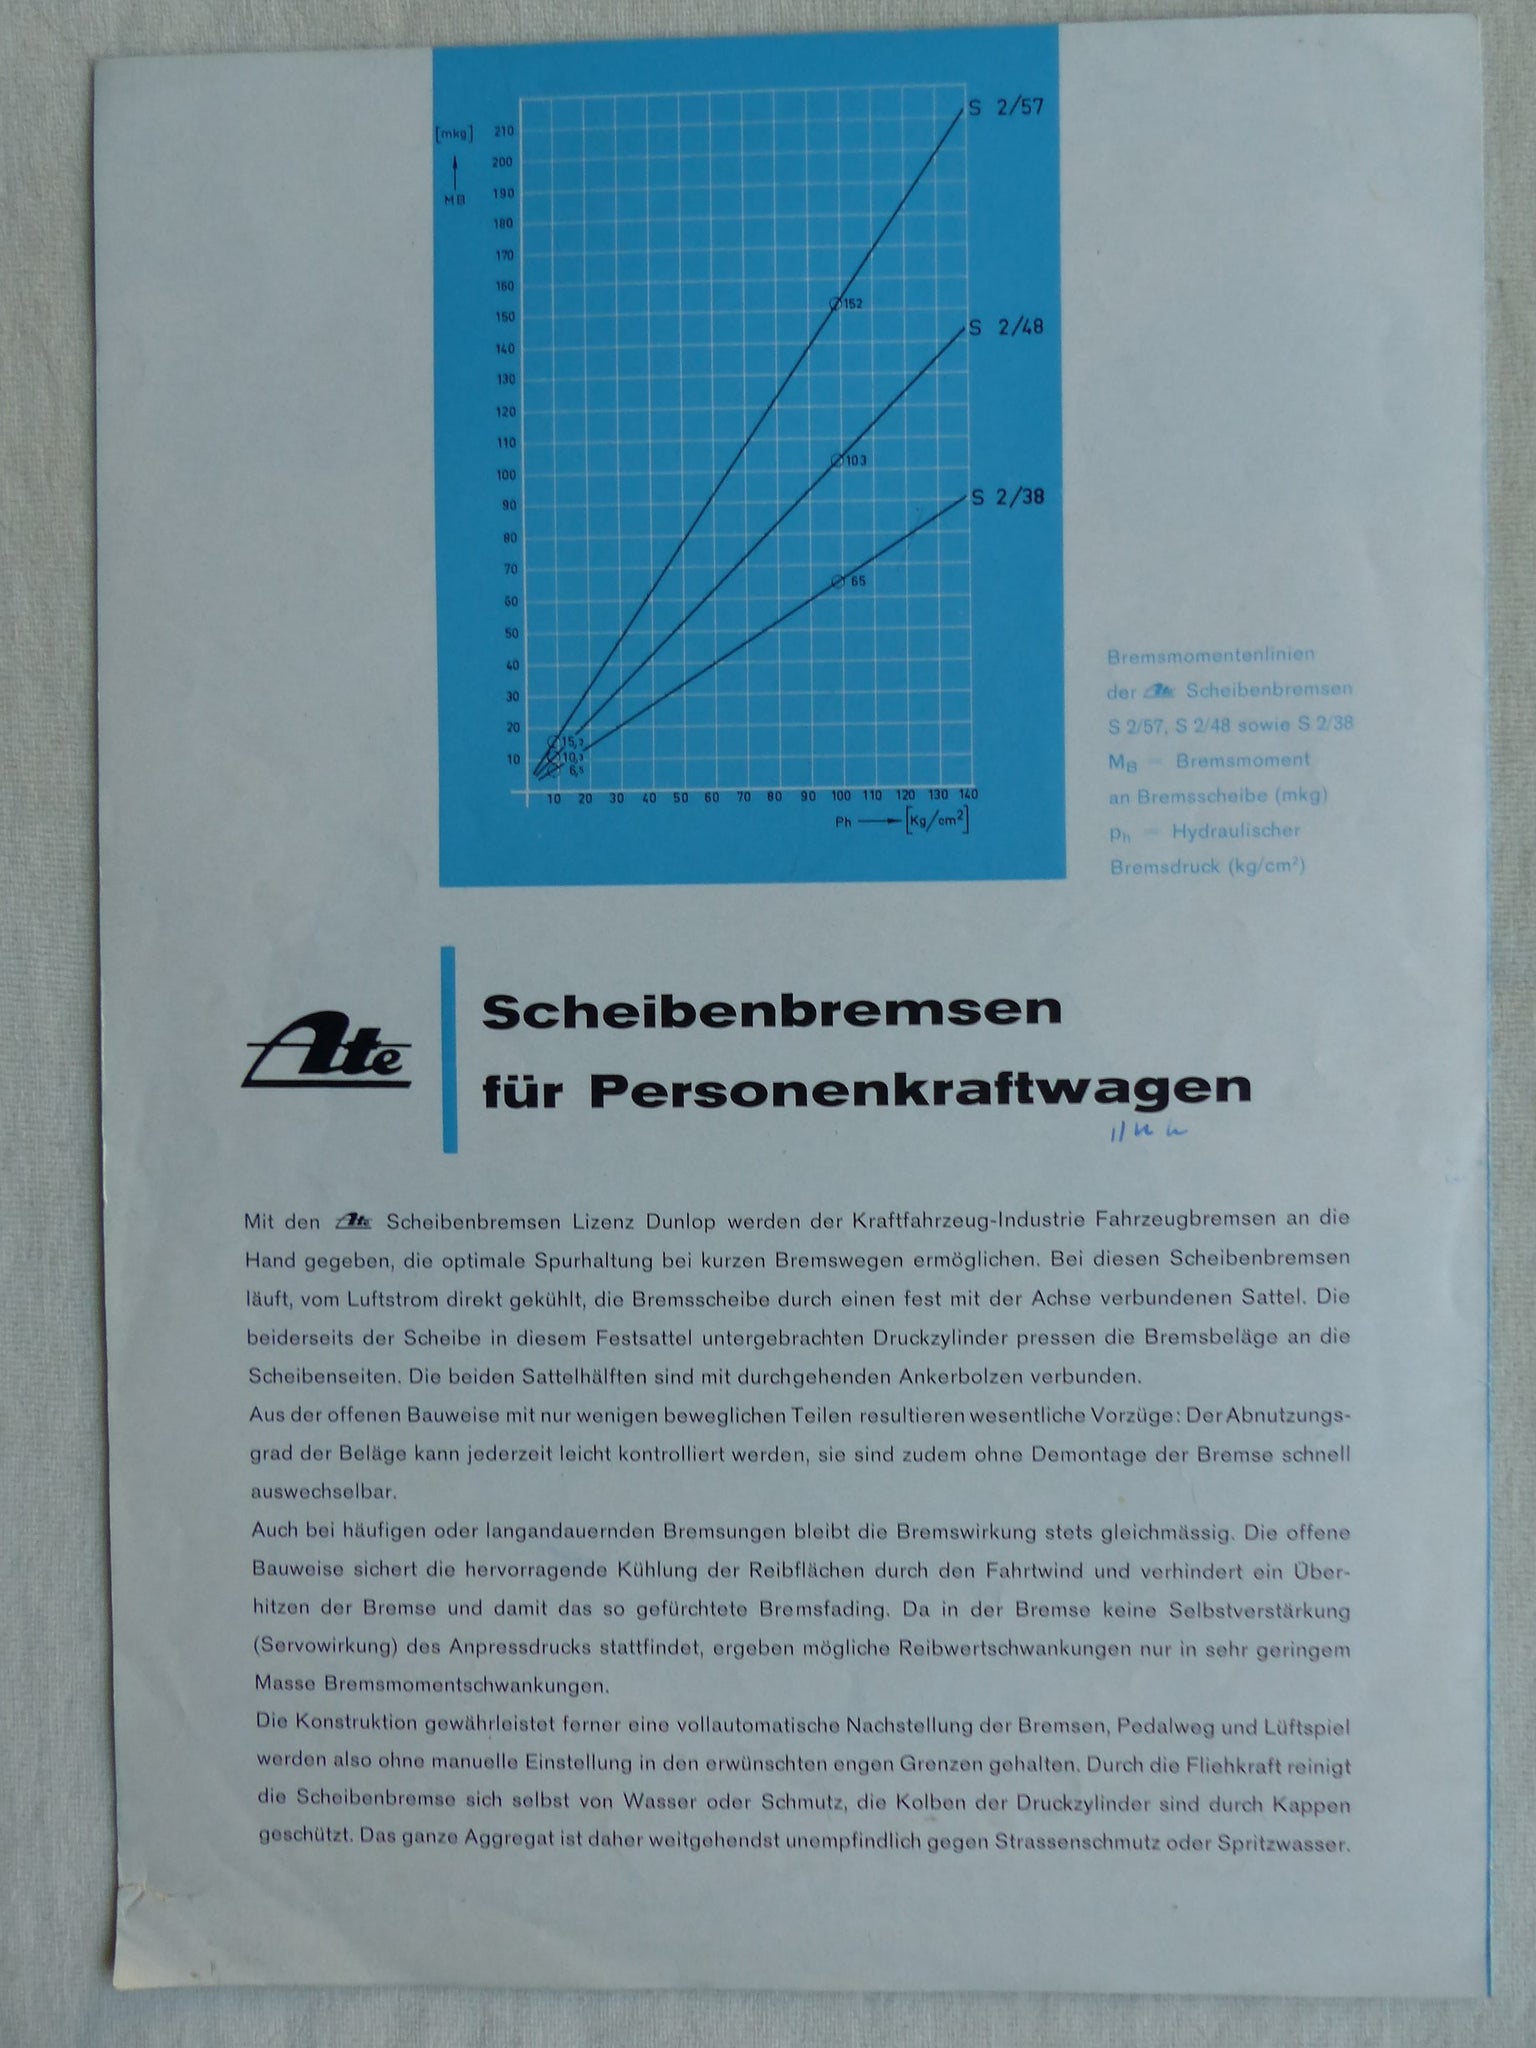 [mkg]
MB
210
200
190
180
170
160
150
140
130
120
110
100
90
80
70
60
50
40
30
20
10
S 2/57
152
S 2/48
103
S 2/38
65
15,2
10,3
6,5
10 20 30 40 50 60 70 80 90 100 110 120 130 140
Ph [Kg/cm²]
Bremsmomentenlinien
der Ate Scheibenbremsen
S 2/57, S 2/48 sowie S 2/38
MB = Bremsmoment
an Bremsscheibe (mkg)
ph = Hydraulischer
Bremsdruck (kg/cm²)
Ate
Scheibenbremsen
für Personenkraftwagen
Mit den Ate Scheibenbremsen Lizenz Dunlop werden der Kraftfahrzeug-Industrie Fahrzeugbremsen an die
Hand gegeben, die optimale Spurhaltung bei kurzen Bremswegen ermöglichen. Bei diesen Scheibenbremsen
läuft, vom Luftstrom direkt gekühlt, die Bremsscheibe durch einen fest mit der Achse verbundenen Sattel. Die
beiderseits der Scheibe in diesem Festsattel untergebrachten Druckzylinder pressen die Bremsbeläge an die
Scheibenseiten. Die beiden Sattelhälften sind mit durchgehenden Ankerbolzen verbunden.
Aus der offenen Bauweise mit nur wenigen beweglichen Teilen resultieren wesentliche Vorzüge: Der Abnutzungs-
grad der Beläge kann jederzeit leicht kontrolliert werden, sie sind zudem ohne Demontage der Bremse schnell
auswechselbar.
Auch bei häufigen oder langandauernden Bremsungen bleibt die Bremswirkung stets gleichmässig. Die offene
Bauweise sichert die hervorragende Kühlung der Reibflächen durch den Fahrtwind und verhindert ein Über-
hitzen der Bremse und damit das so gefürchtete Bremsfading. Da in der Bremse keine Selbstverstärkung
(Servowirkung) des Anpressdrucks stattfindet, ergeben mögliche Reibwertschwankungen nur in sehr geringem
Masse Bremsmomentschwankungen.
Die Konstruktion gewährleistet ferner eine vollautomatische Nachstellung der Bremsen, Pedalweg und Lüftspiel
werden also ohne manuelle Einstellung in den erwünschten engen Grenzen gehalten. Durch die Fliehkraft reinigt
die Scheibenbremse sich selbst von Wasser oder Schmutz, die Kolben der Druckzylinder sind durch Kappen
geschützt. Das ganze Aggregat ist daher weitgehendst unempfindlich gegen Strassenschmutz oder Spritzwasser.